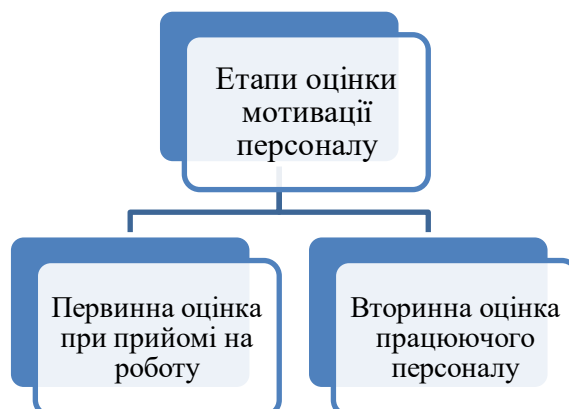 Етапи оцінки
мотивації
персоналу
Первинна оцінка
при прийомі на
роботу
Вторинна оцінка
працюючого
персоналу